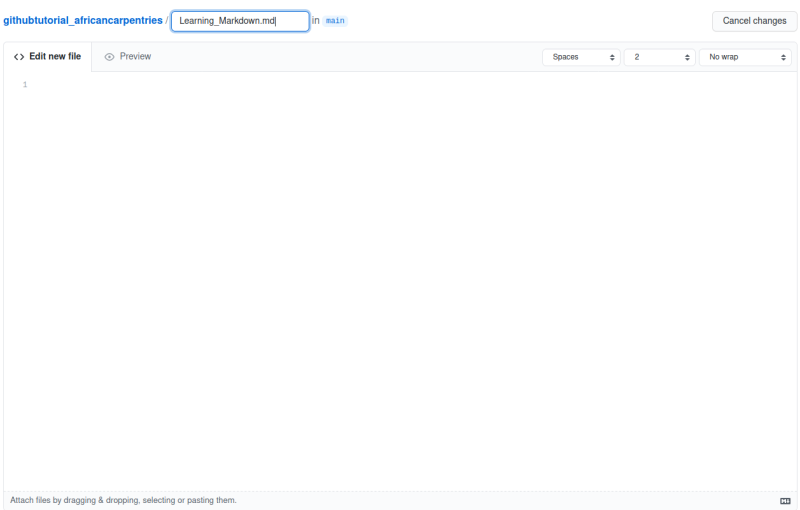 githubtutorial_africancarpentries / Learning_Markdown.md in main Cancel changes
<> Edit new file Preview Spaces 2 No wrap
1
Attach files by dragging & dropping, selecting or pasting them.